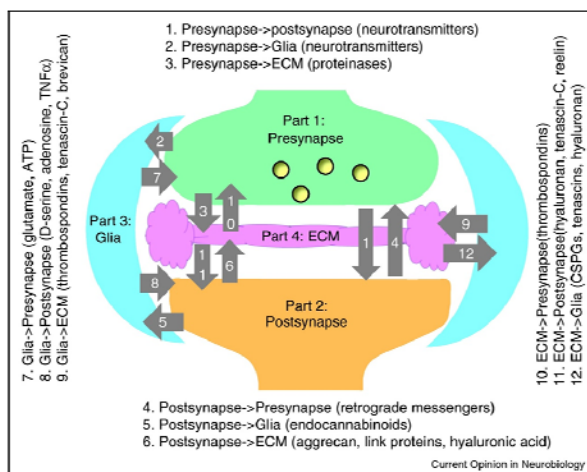 1. Presynapse->postsynapse (neurotransmitters)
2. Presynapse->Glia (neurotransmitters)
3. Presynapse->ECM (proteinases)
Part 1:
Presynapse
2
7
3
10
Part 3:
Glia
Part 4: ECM
1
4
9
12
11
6
8
5
Part 2:
Postsynapse
7. Glia->Presynapse (glutamate, ATP)
8. Glia->Postsynapse (D-serine, adenosine, TNFα)
9. Glia->ECM (thrombospondins, tenascin-C, brevican)
10. ECM->Presynapse(thrombospondins)
11. ECM->Postsynapse(hyaluronan, tenascin-C, reelin)
12. ECM->Glia (CSPGs, tenascins, hyaluronan)
4. Postsynapse->Presynapse (retrograde messengers)
5. Postsynapse->Glia (endocannabinoids)
6. Postsynapse->ECM (aggrecan, link proteins, hyaluronic acid)
Current Opinion in Neurobiology